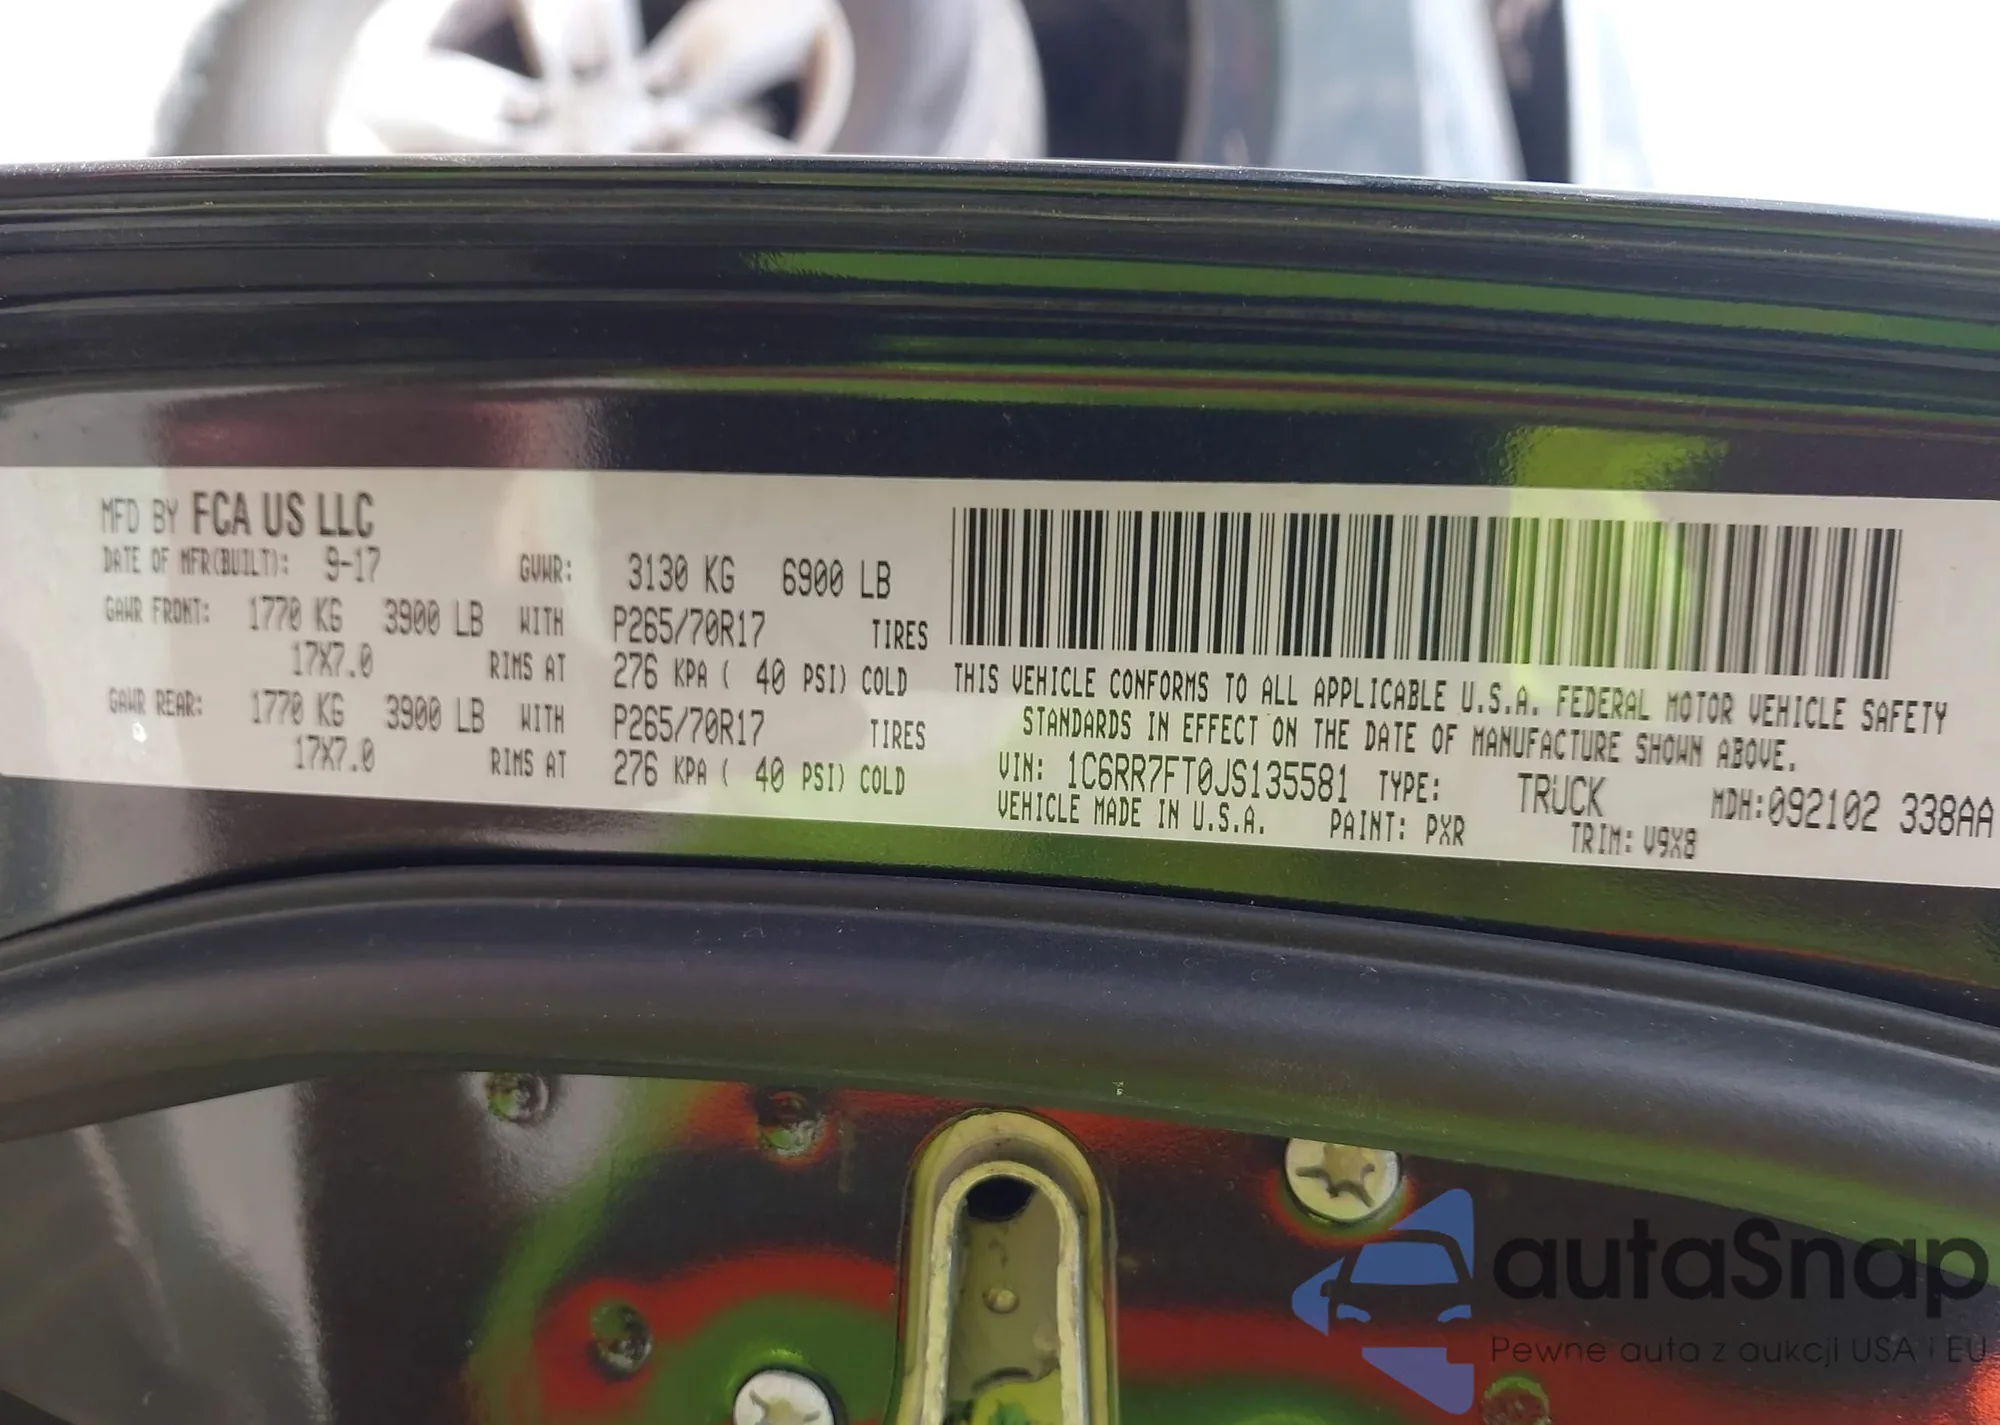 MFD BY FCA US LLC
DATE OF MFR(BUILT): 9-17 GVWR: 3130 KG 6900 LB
GAWR FRONT: 1770 KG 3900 LB WITH P265/70R17 TIRES
17X7.0 RIMS AT 276 KPA ( 40 PSI) COLD
GAWR REAR: 1770 KG 3900 LB WITH P265/70R17 TIRES
17X7.0 RIMS AT 276 KPA ( 40 PSI) COLD
THIS VEHICLE CONFORMS TO ALL APPLICABLE U.S.A. FEDERAL MOTOR VEHICLE SAFETY
STANDARDS IN EFFECT ON THE DATE OF MANUFACTURE SHOWN ABOVE.
VIN: 1C6RR7FT0JS135581 TYPE: TRUCK MDH:092102 338AA
VEHICLE MADE IN U.S.A. PAINT: PXR TRIM: V9X8
autaSnap
Pewne auta z aukcji USA i EU